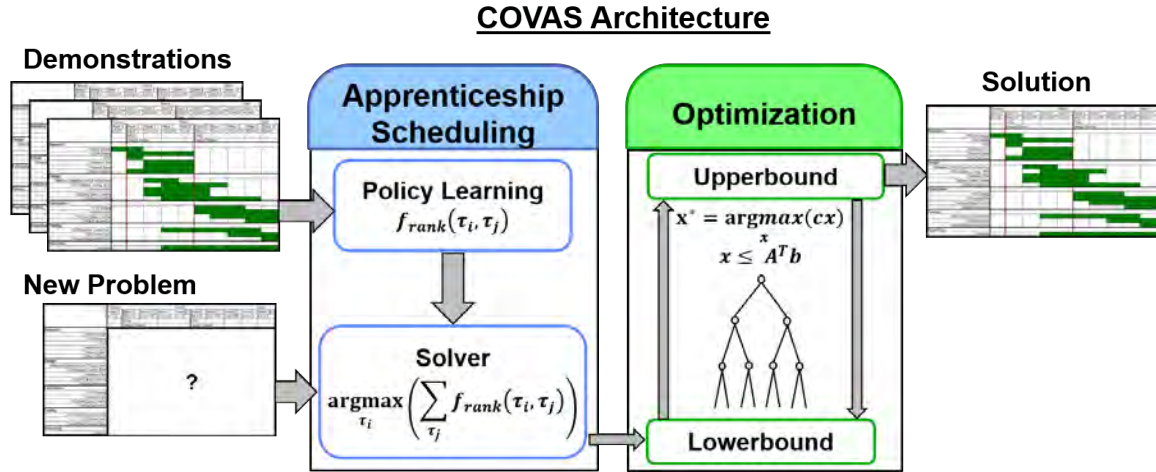 COVAS Architecture
Demonstrations
Apprenticeship
Scheduling
Optimization
Solution
Policy Learning
f_rank(τ_i, τ_j)
Upperbound
x* = argmax(cx)
x
x ≤ A^T b
New Problem
?
Solver
argmax(∑ f_rank(τ_i, τ_j))
τ_i τ_j
Lowerbound